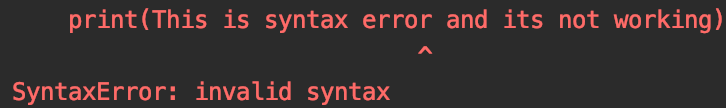 print(This is syntax error and its not working)
^
SyntaxError: invalid syntax